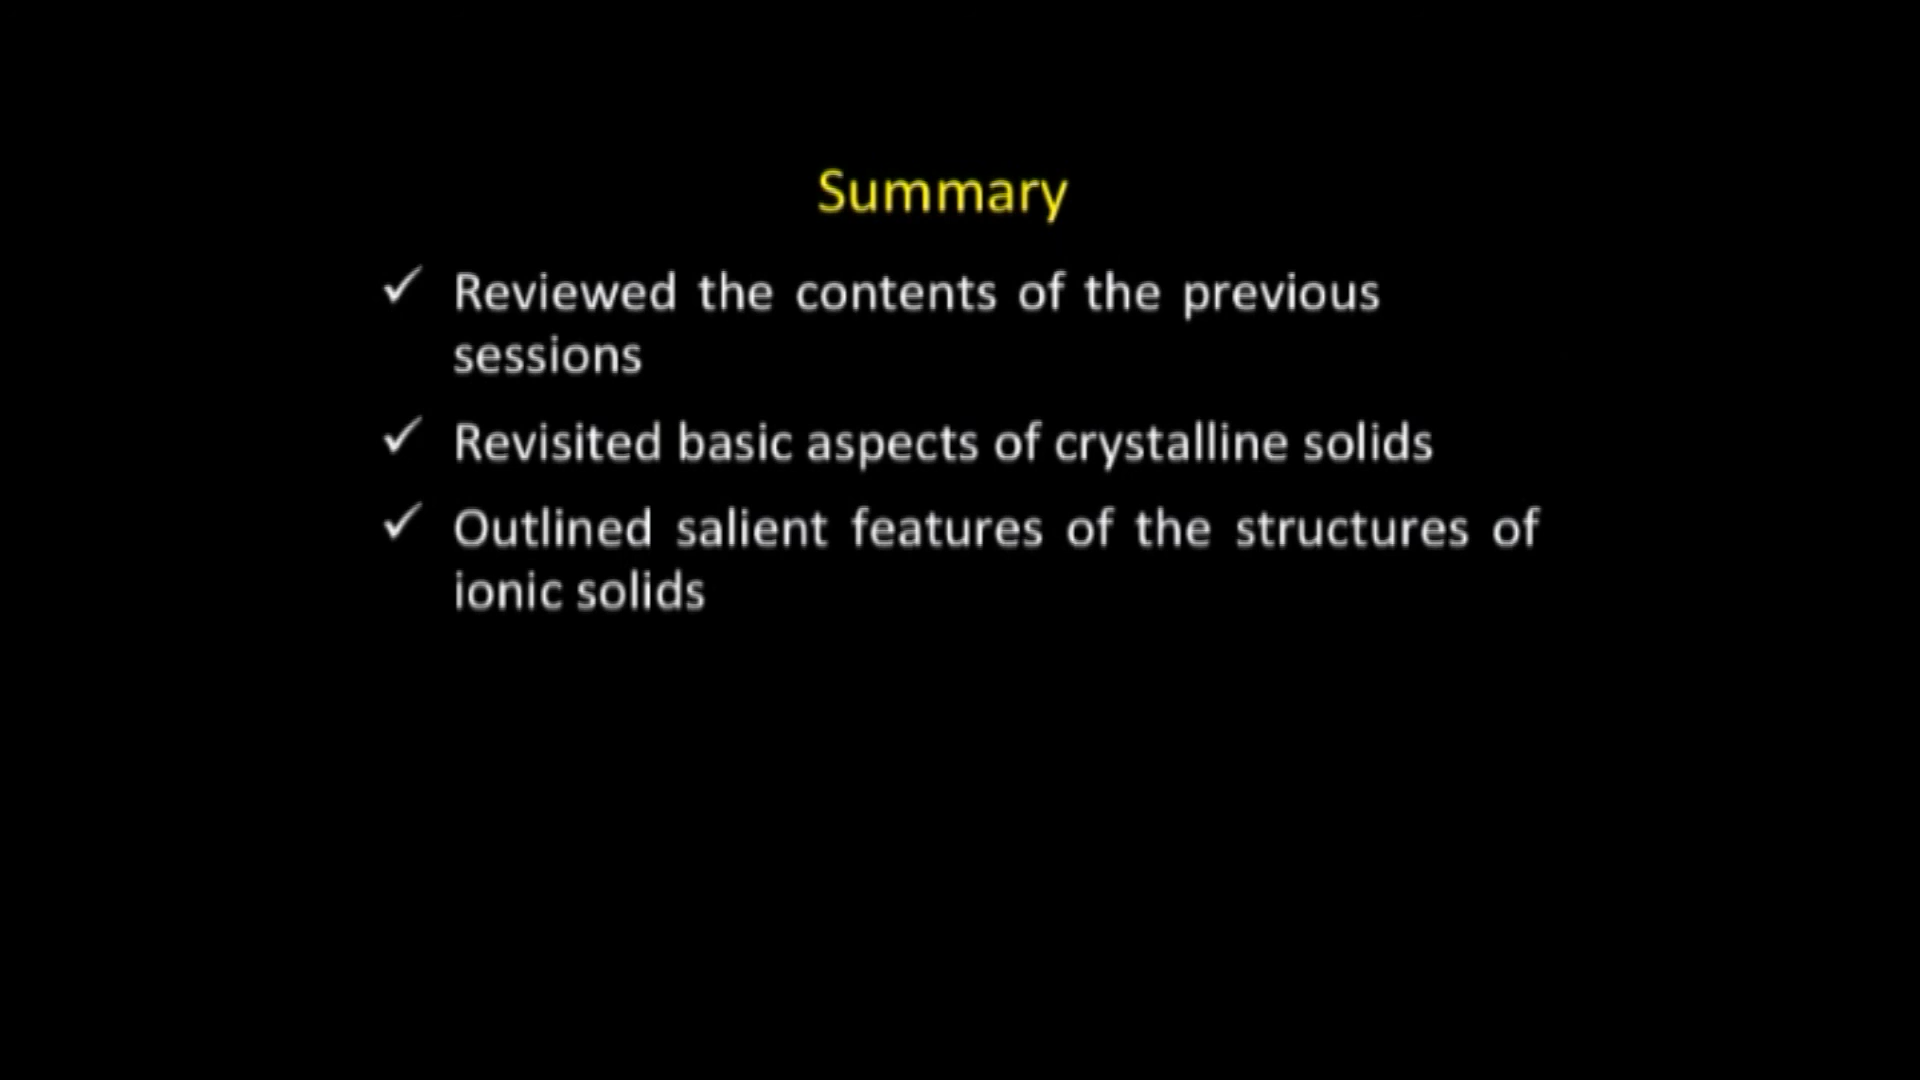 Summary
✓ Reviewed the contents of the previous
sessions
✓ Revisited basic aspects of crystalline solids
✓ Outlined salient features of the structures of
ionic solids